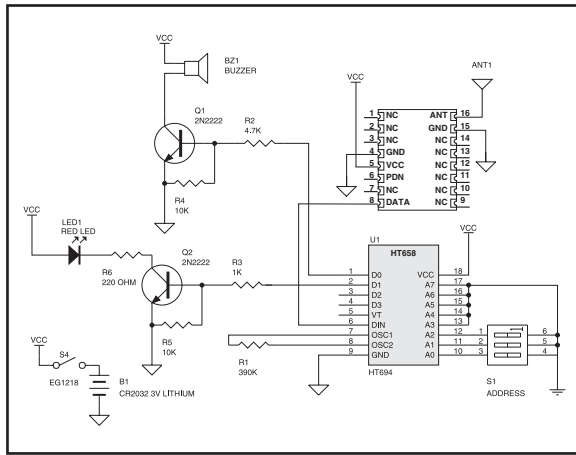 VCC
BZ1
BUZZER
Q1
2N2222
R2
4.7K
R4
10K
VCC
ANT1
1 NC ANT 16
2 NC GND 15
3 NC NC 14
4 GND NC 13
5 VCC NC 12
6 PDN NC 11
7 NC NC 10
8 DATA NC 9
VCC
LED1
RED LED
R6
220 OHM
Q2
2N2222
R3
1K
R5
10K
VCC
S4
EG1218
B1
CR2032 3V LITHIUM
R1
390K
U1
HT658
1 D0 VCC 18
2 D1 A7 17
3 D2 A6 16
4 D3 A5 15
5 VT A4 14
6 DIN A3 13
7 OSC1 A2 12
8 OSC2 A1 11
9 GND A0 10
HT694
VCC
1 6
2 5
3 4
S1
ADDRESS